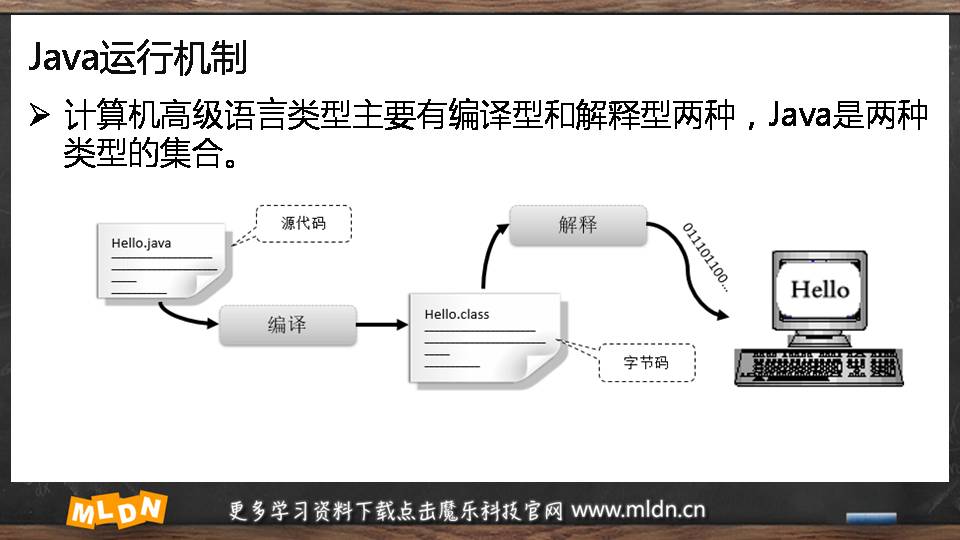 Java运行机制
计算机高级语言类型主要有编译型和解释型两种，Java是两种
类型的集合。
源代码
Hello.java
编译
解释
011101100...
Hello.class
字节码
Hello
MLDN
更多学习资料下载点击魔乐科技官网 www.mldn.cn